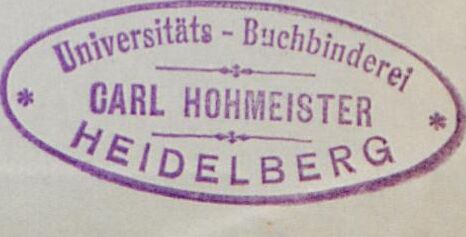 Universitäts - Buchbinderei
CARL HOHMEISTER
HEIDELBERG